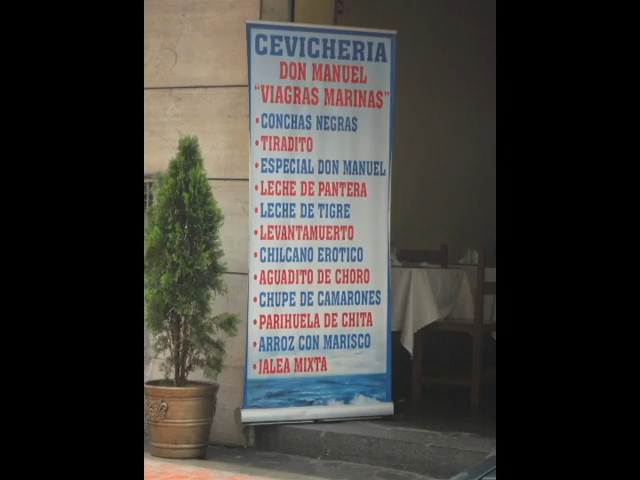 CEVICHERIA
DON MANUEL
"VIAGRAS MARINAS"
• CONCHAS NEGRAS
• TIRADITO
• ESPECIAL DON MANUEL
• LECHE DE PANTERA
• LECHE DE TIGRE
• LEVANTAMUERTO
• CHILCANO EROTICO
• AGUADITO DE CHORO
• CHUPE DE CAMARONES
• PARIHUELA DE CHITA
• ARROZ CON MARISCO
• JALEA MIXTA